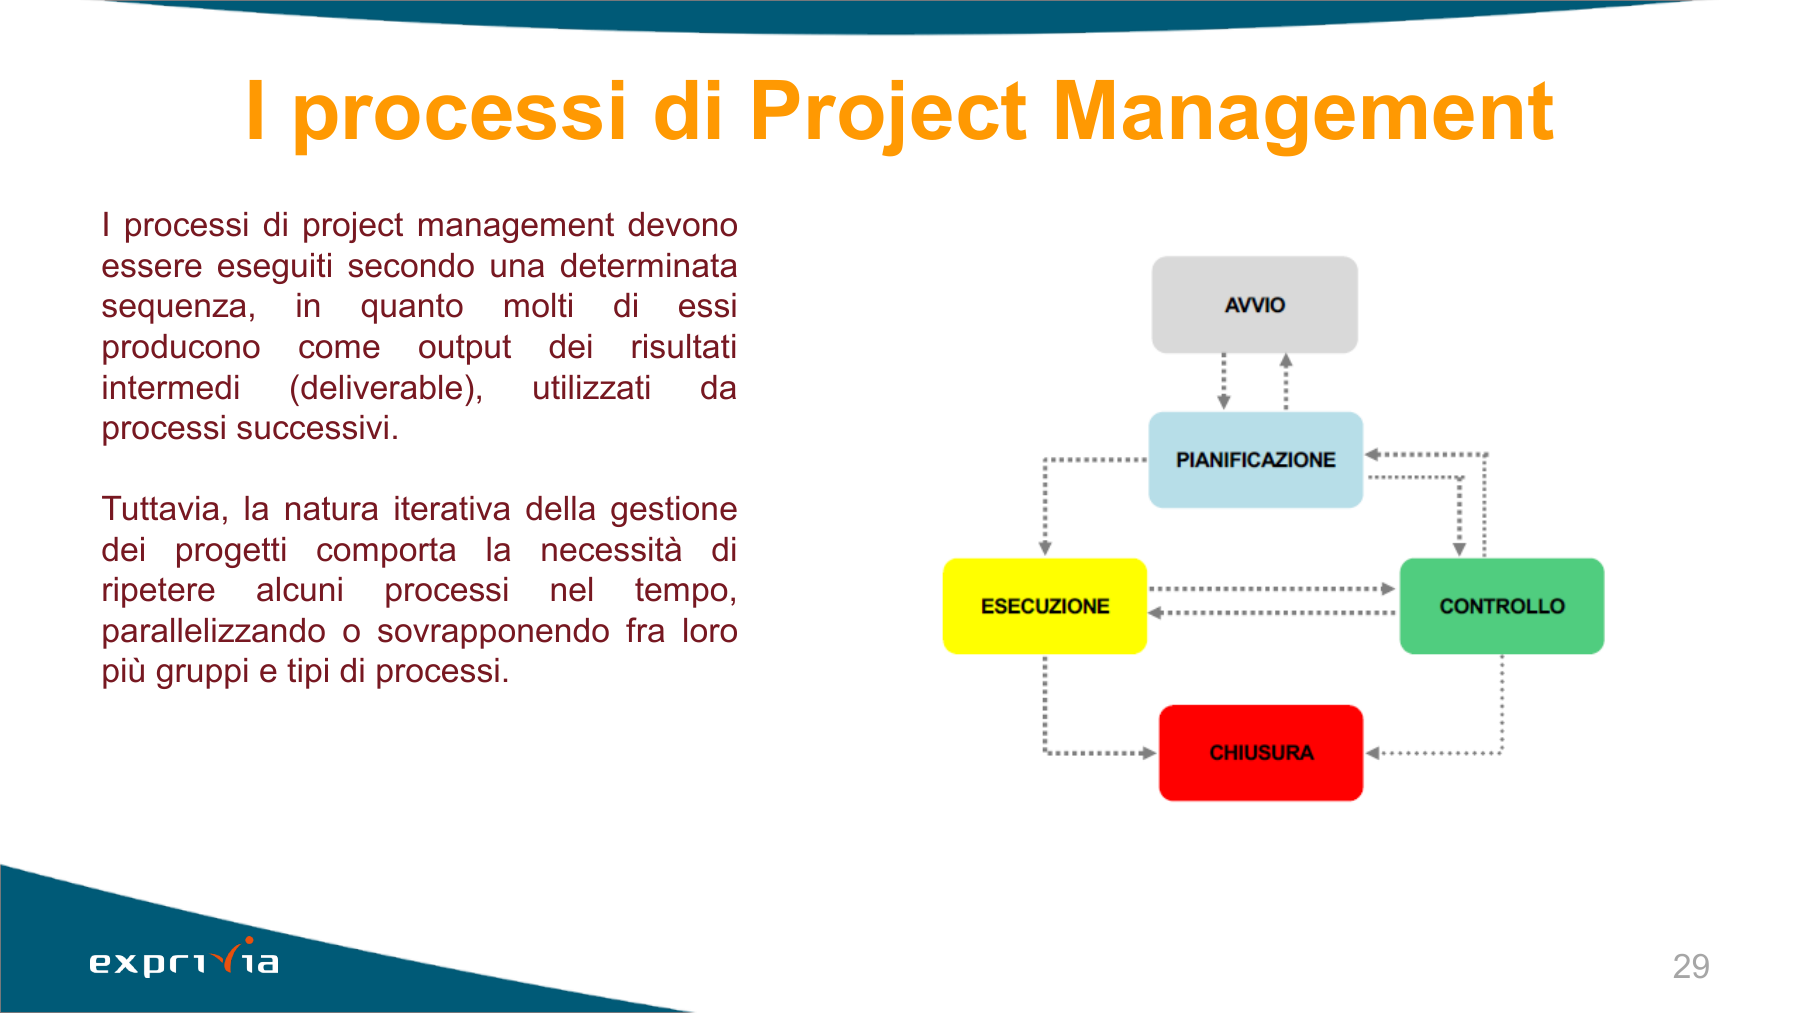 I processi di Project Management
I processi di project management devono
essere eseguiti secondo una determinata
sequenza, in quanto molti di essi
producono come output dei risultati
intermedi (deliverable), utilizzati da
processi successivi.
Tuttavia, la natura iterativa della gestione
dei progetti comporta la necessità di
ripetere alcuni processi nel tempo,
parallelizzando o sovrapponendo fra loro
più gruppi e tipi di processi.
AVVIO
PIANIFICAZIONE
ESECUZIONE
CONTROLLO
CHIUSURA
exprivia
29